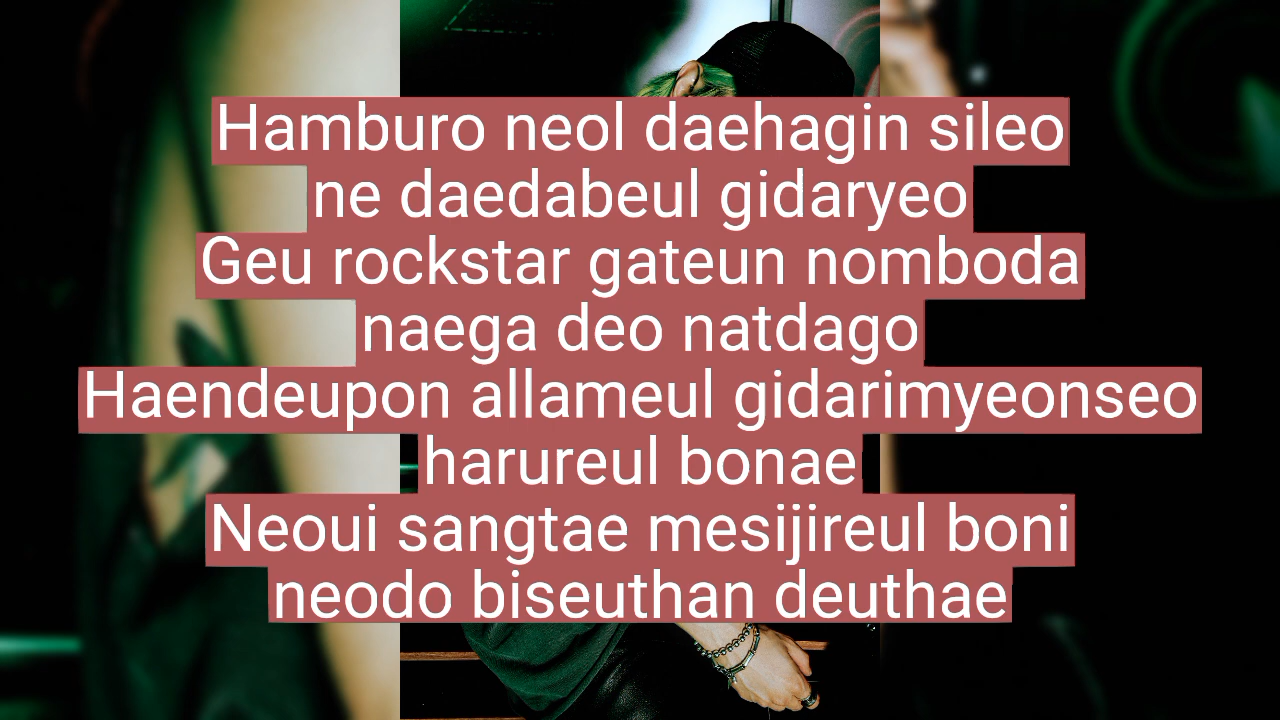 Hamburo neol daehagin sileo
ne daedabeul gidaryeo
Geu rockstar gateun nomboda
naega deo natdago
Haendeupon allameul gidarimyeonseo
harureul bonae
Neoui sangtae mesijireul boni
neodo biseuthan deuthae